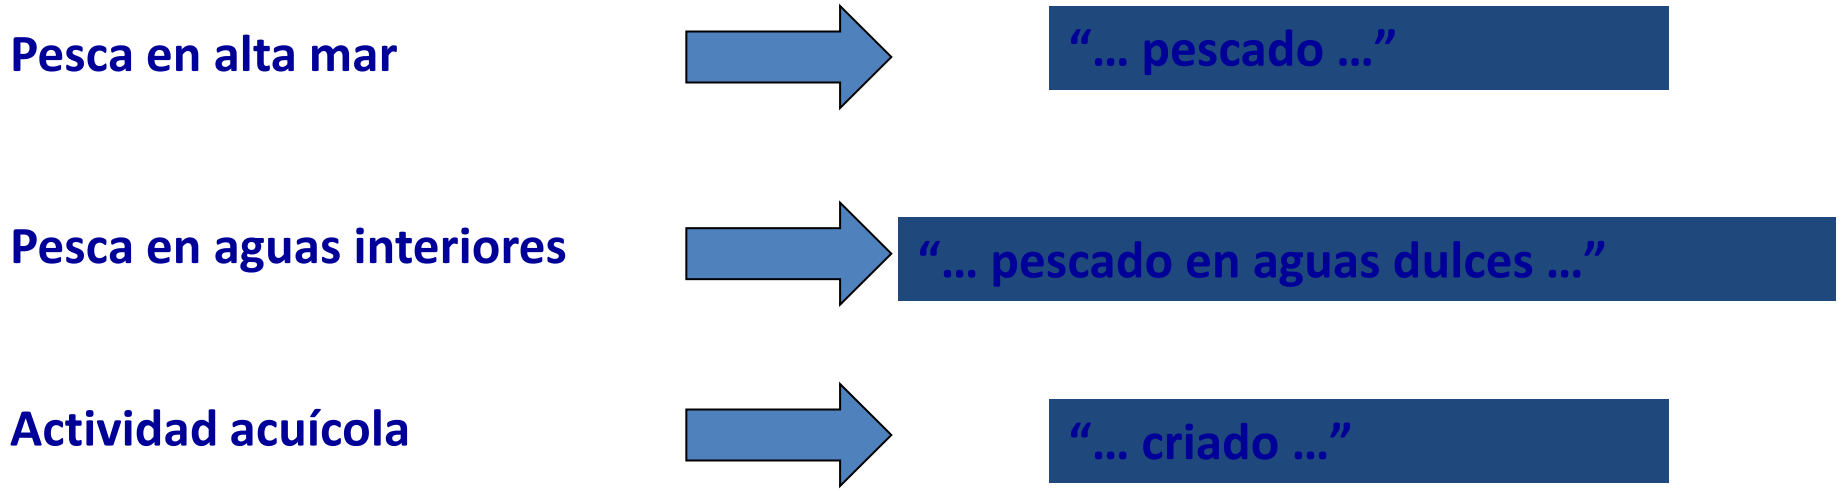 Pesca en alta mar
“... pescado ...”
Pesca en aguas interiores
“... pescado en aguas dulces ...”
Actividad acuícola
“... criado ...”